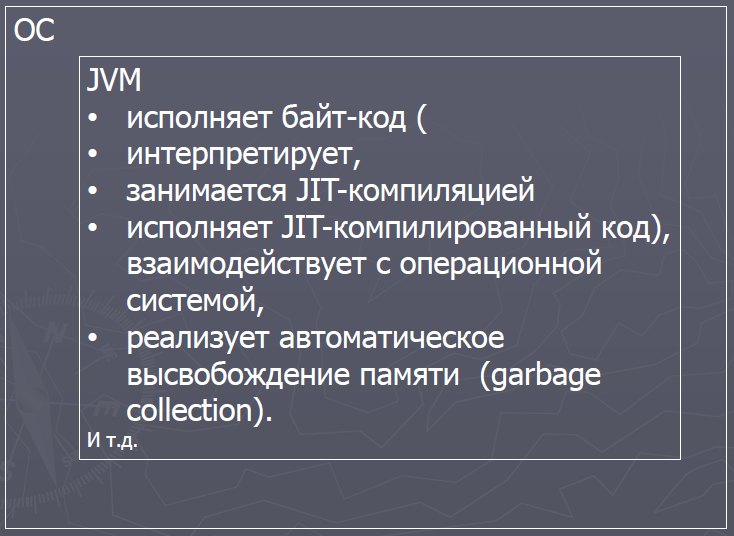 ОС
JVM
• исполняет байт-код (
• интерпретирует,
• занимается JIT-компиляцией
• исполняет JIT-компилированный код),
взаимодействует с операционной
системой,
• реализует автоматическое
высвобождение памяти (garbage
collection).
И т.д.